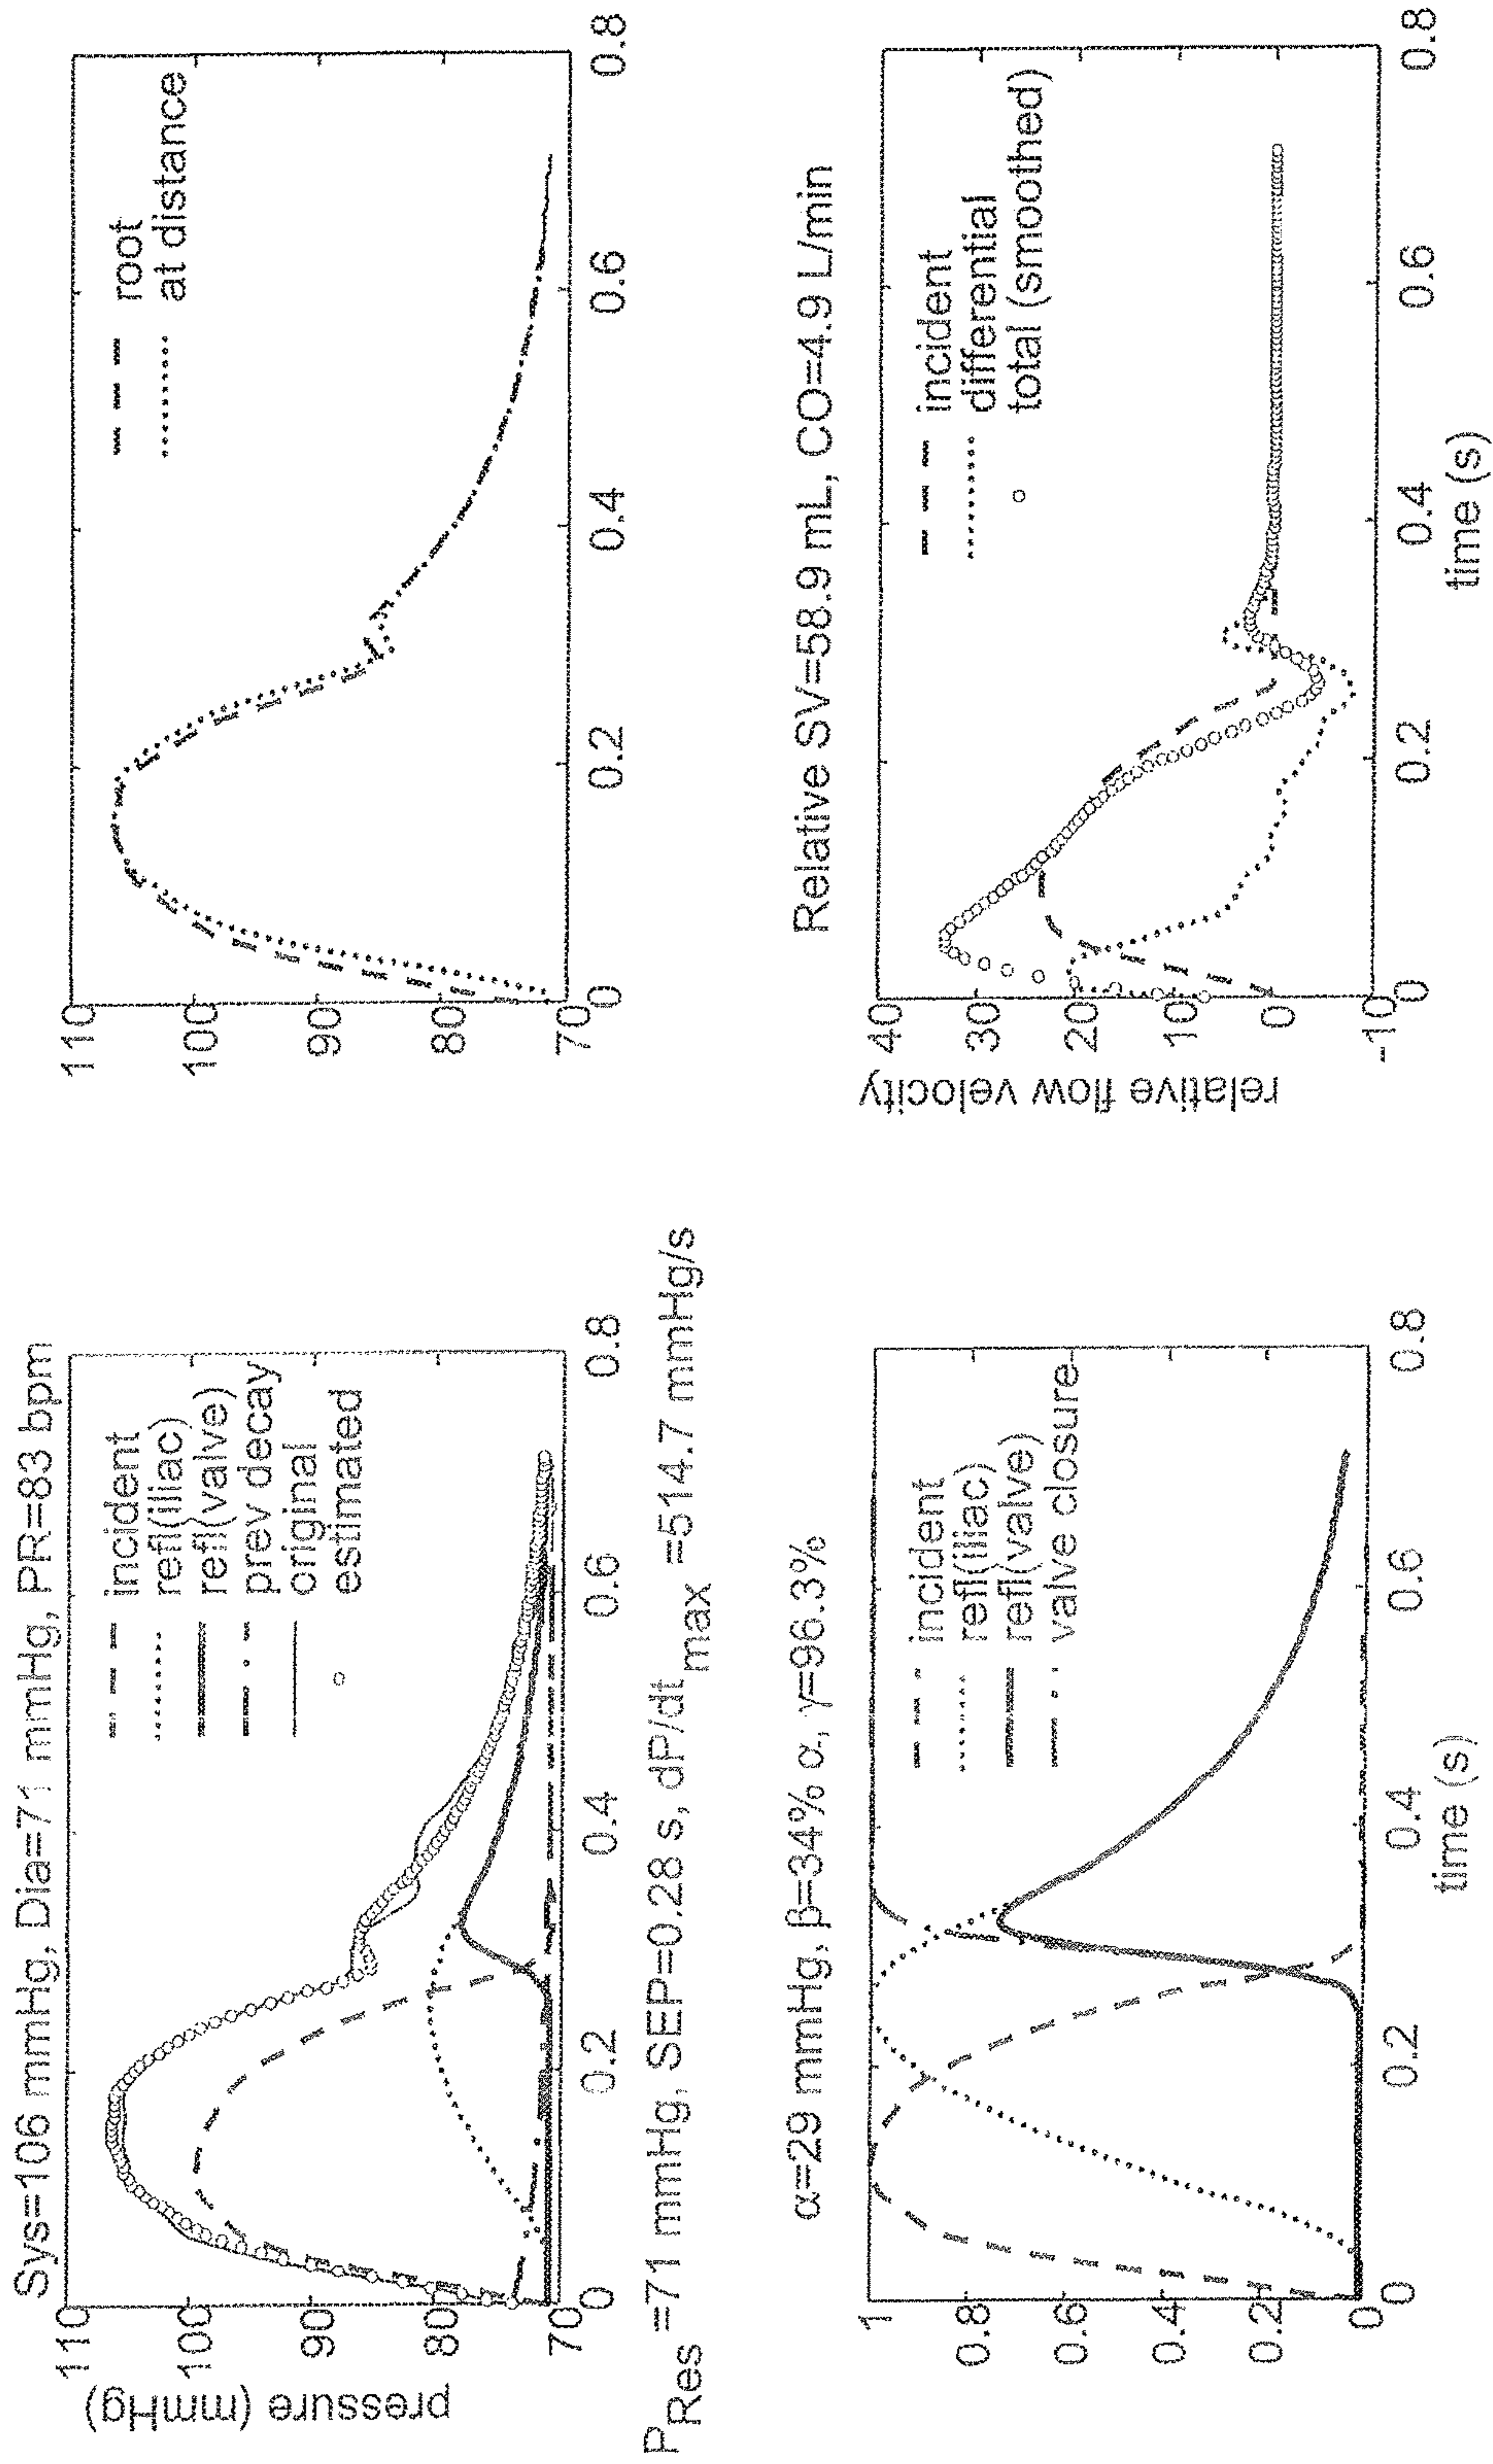 Sys=106 mmHg, Dia=71 mmHg, PR=83 bpm
pressure (mmHg)
110
100
90
80
70
0
0.2
0.4
0.6
0.8
incident
refl(iliac)
refl(valve)
prev decay
original
estimated
110
100
90
80
70
0
0.2
0.4
0.6
0.8
root
at distance
PRes =71 mmHg, SEP=0.28 s, dP/dtmax =514.7 mmHg/s
α=29 mmHg, β=34% α, γ=96.3%
1
0.8
0.6
0.4
0.2
0
0
0.2
0.4
0.6
0.8
time (s)
incident
refl(iliac)
refl(valve)
valve closure
Relative SV=58.9 mL, CO=4.9 L/min
relative flow velocity
40
30
20
10
0
-10
0
0.2
0.4
0.6
0.8
time (s)
incident
differential
total (smoothed)